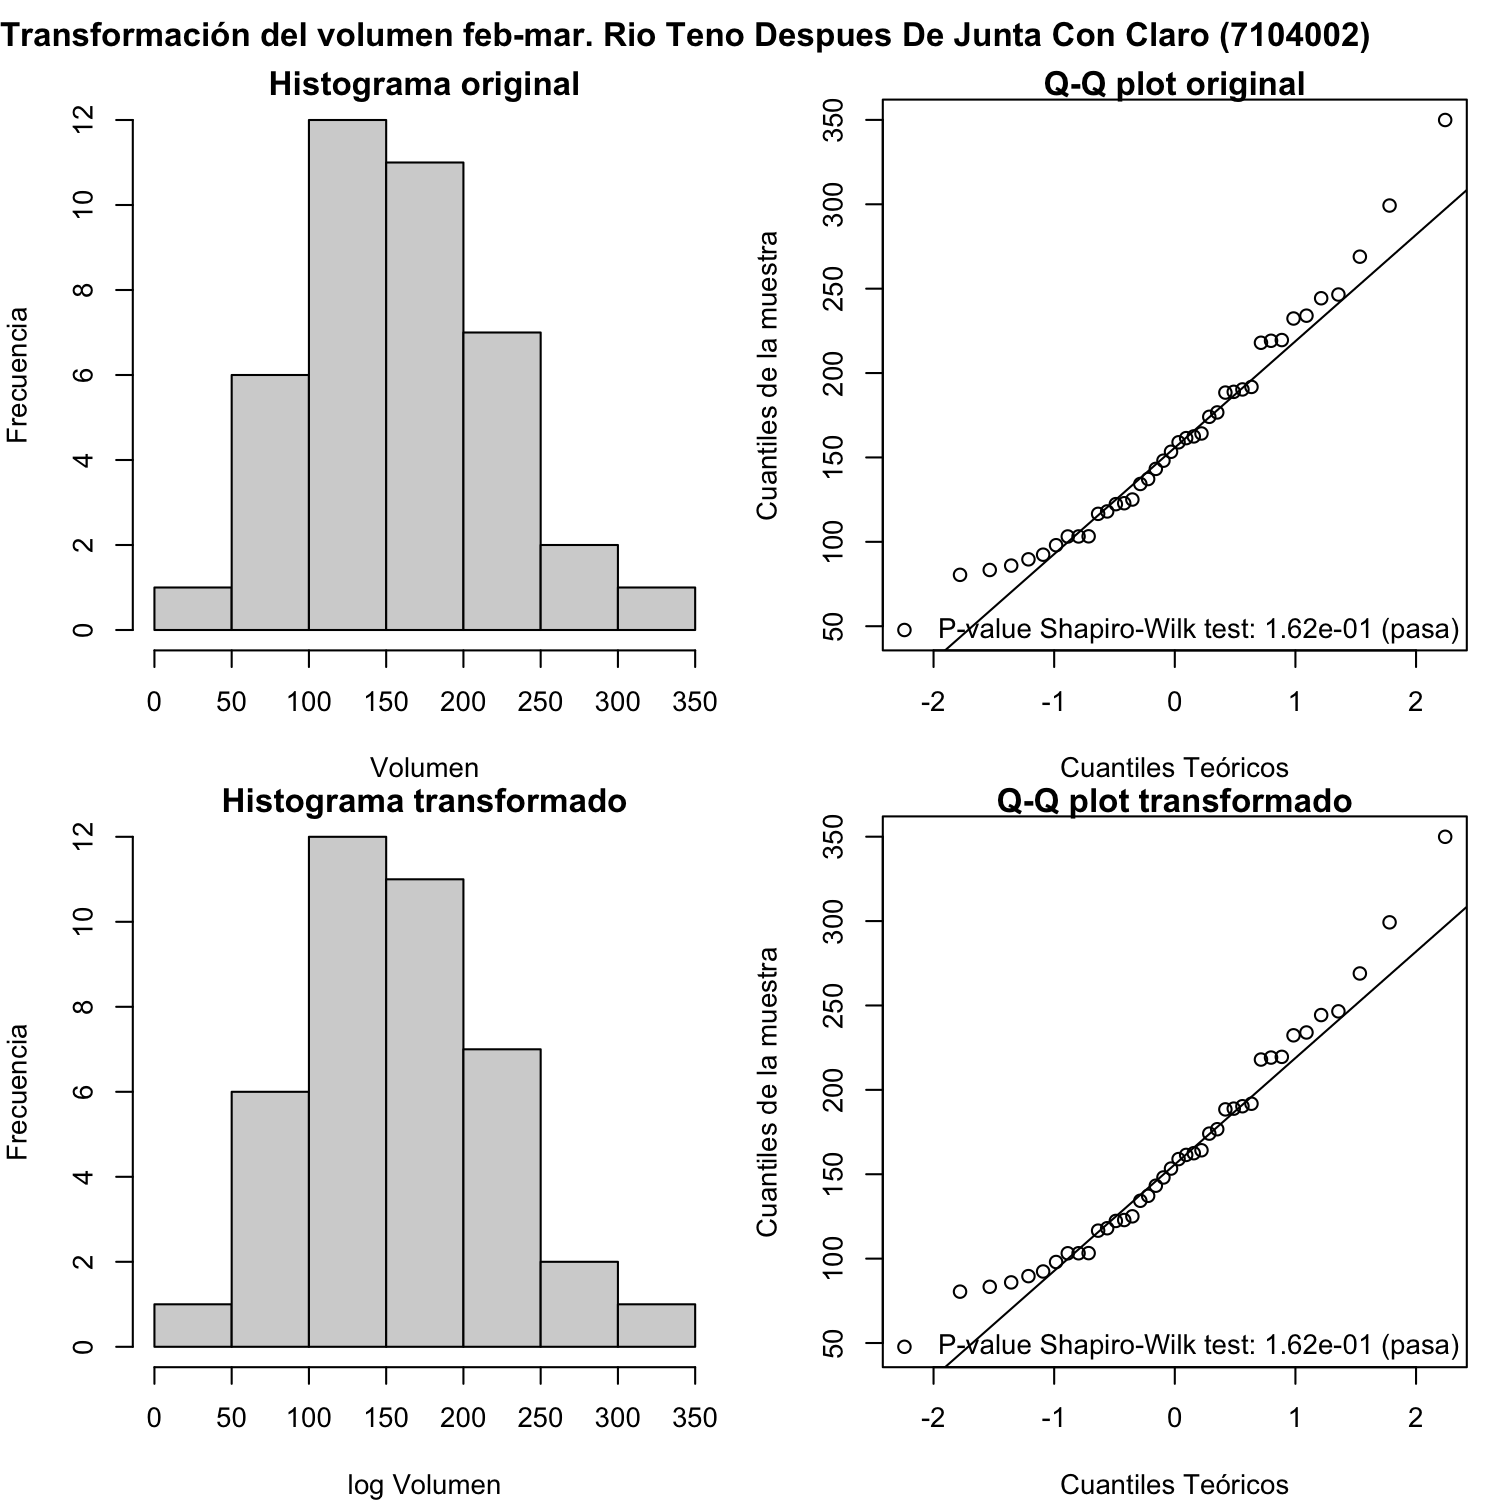 Transformación del volumen feb-mar. Rio Teno Despues De Junta Con Claro (7104002)
Histograma original
Frecuencia
0 2 4 6 8 10 12
0 50 100 150 200 250 300 350
Volumen
Q-Q plot original
Cuantiles de la muestra
50 100 150 200 250 300 350
P-value Shapiro-Wilk test: 1.62e-01 (pasa)
-2 -1 0 1 2
Cuantiles Teóricos
Histograma transformado
Frecuencia
0 2 4 6 8 10 12
0 50 100 150 200 250 300 350
log Volumen
Q-Q plot transformado
Cuantiles de la muestra
50 100 150 200 250 300 350
P-value Shapiro-Wilk test: 1.62e-01 (pasa)
-2 -1 0 1 2
Cuantiles Teóricos